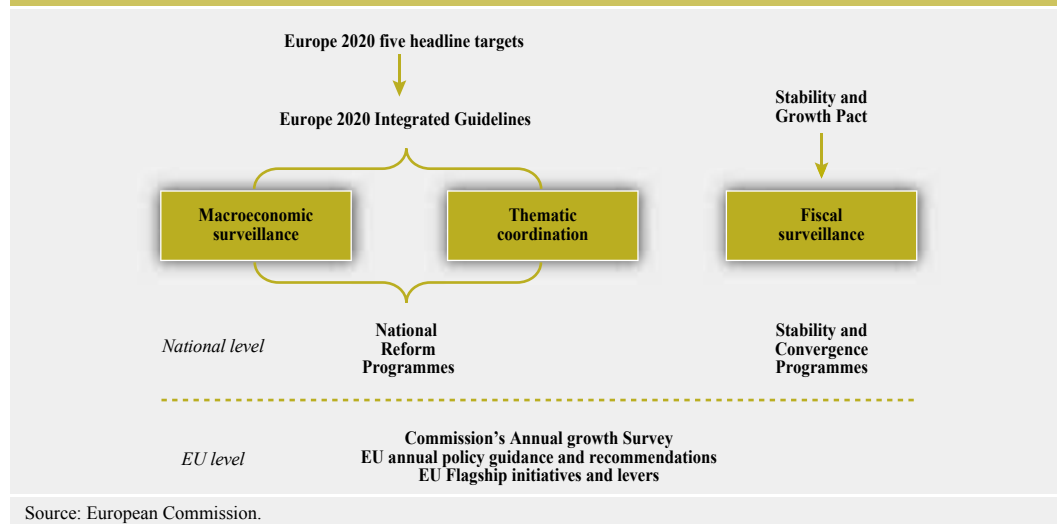 Europe 2020 five headline targets
Europe 2020 Integrated Guidelines
Stability and
Growth Pact
Macroeconomic
surveillance
Thematic
coordination
Fiscal
surveillance
National level
National
Reform
Programmes
Stability and
Convergence
Programmes
EU level
Commission's Annual growth Survey
EU annual policy guidance and recommendations
EU Flagship initiatives and levers
Source: European Commission.